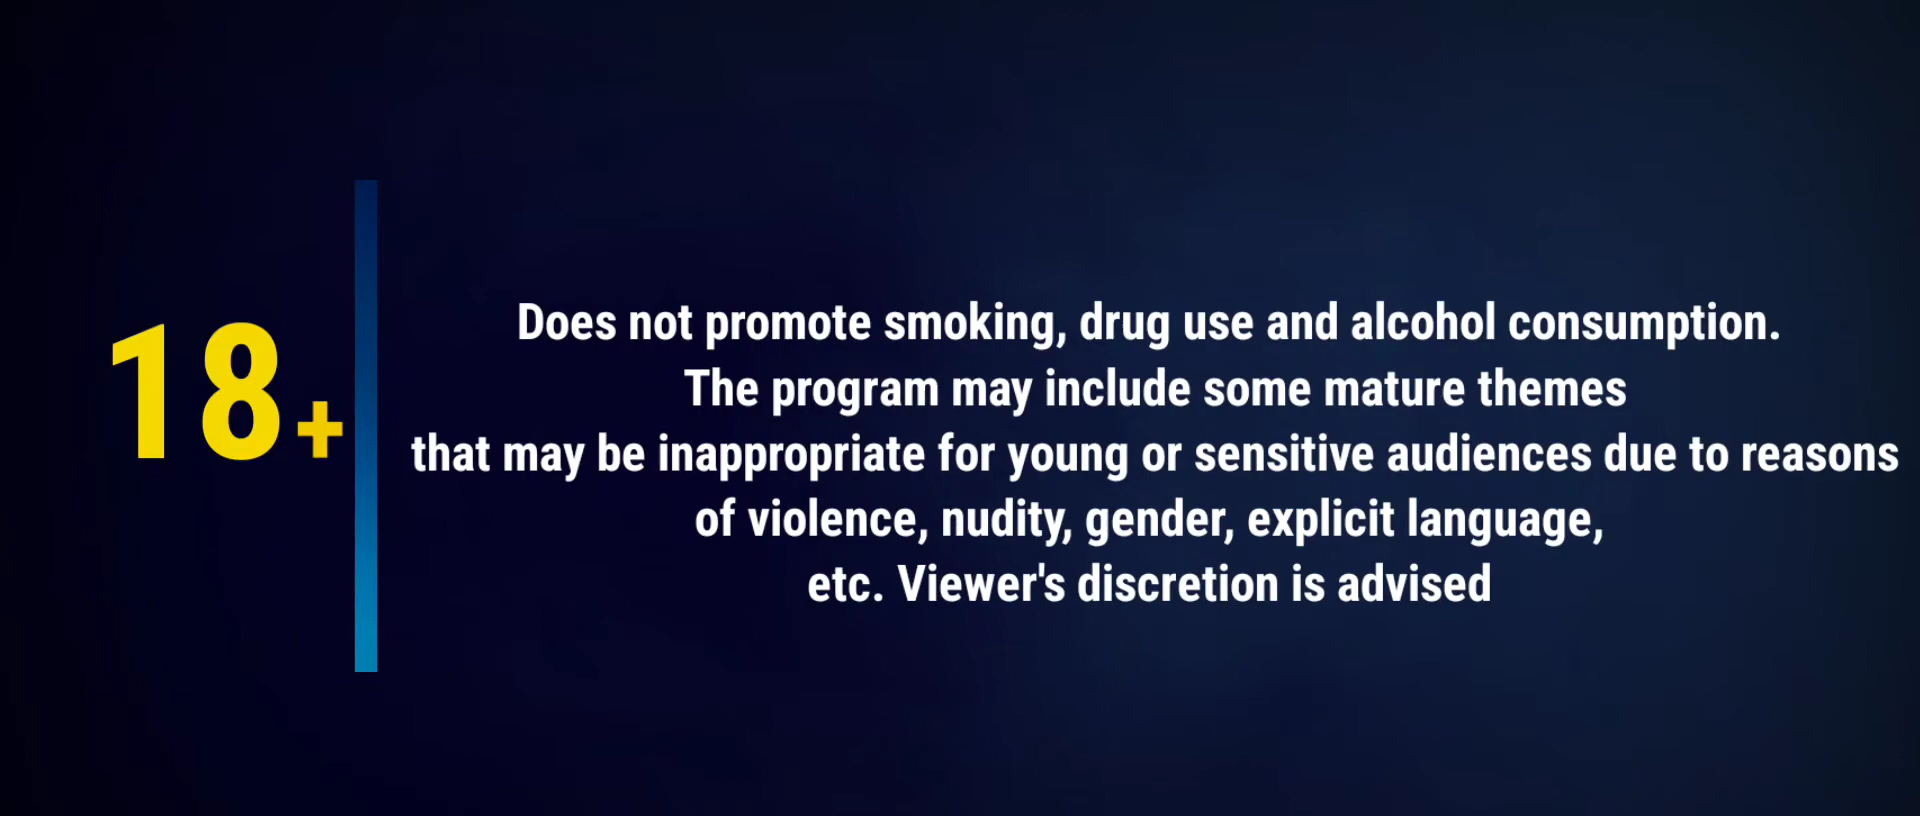 18+
Does not promote smoking, drug use and alcohol consumption.
The program may include some mature themes
that may be inappropriate for young or sensitive audiences due to reasons
of violence, nudity, gender, explicit language,
etc. Viewer's discretion is advised